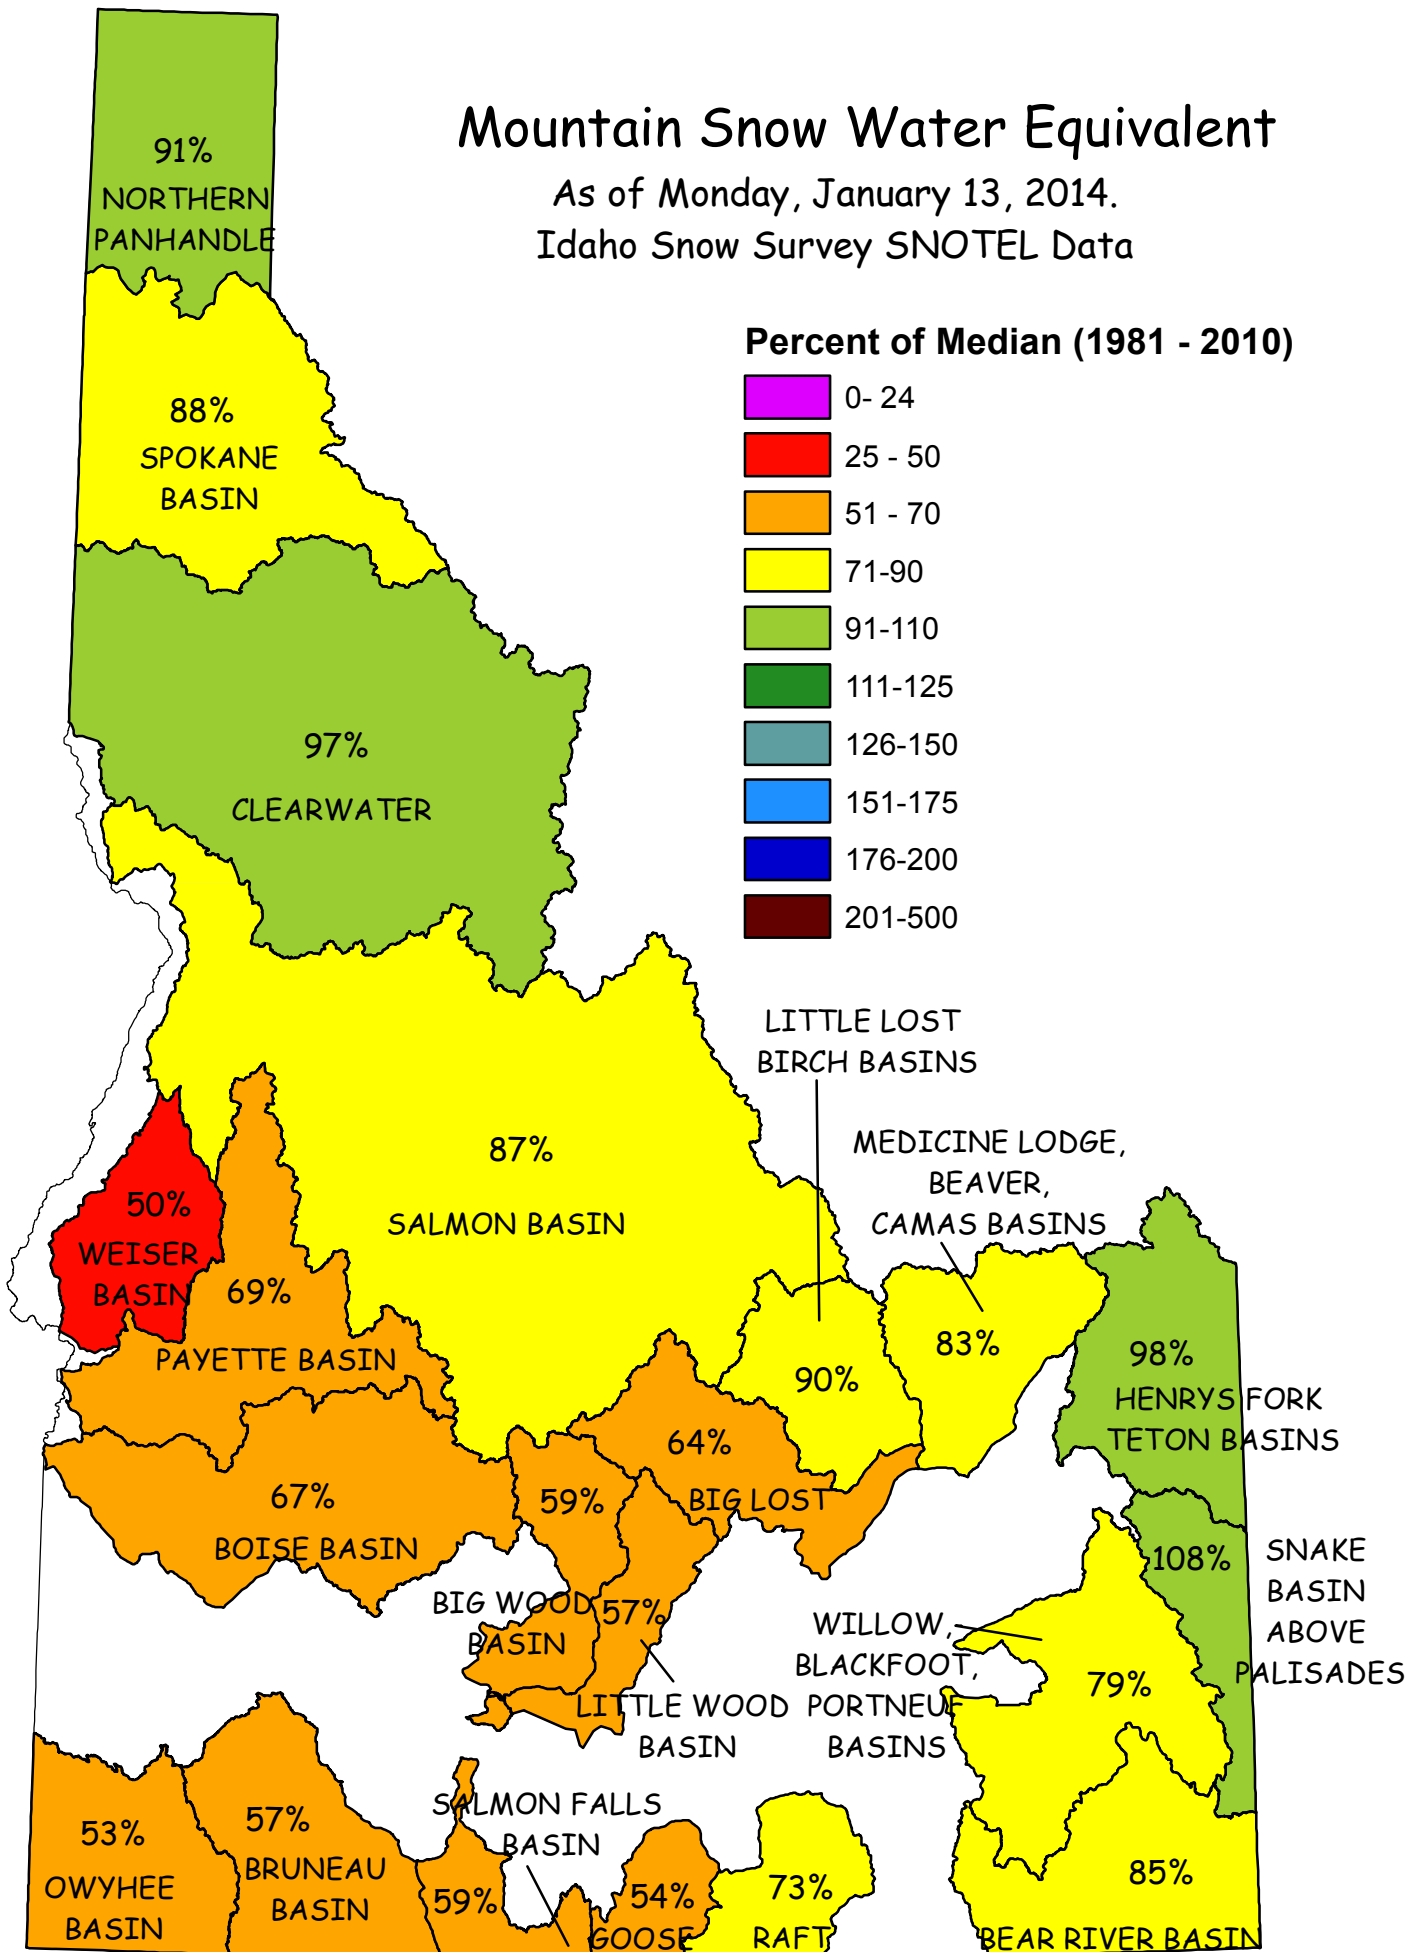 Mountain Snow Water Equivalent
As of Monday, January 13, 2014.
Idaho Snow Survey SNOTEL Data
Percent of Median (1981 - 2010)
0- 24
25 - 50
51 - 70
71-90
91-110
111-125
126-150
151-175
176-200
201-500
91%
NORTHERN
PANHANDLE
88%
SPOKANE
BASIN
97%
CLEARWATER
LITTLE LOST
BIRCH BASINS
MEDICINE LODGE,
BEAVER,
CAMAS BASINS
87%
SALMON BASIN
50%
WEISER
BASIN
69%
PAYETTE BASIN
90%
83%
98%
HENRYS FORK
TETON BASINS
64%
BIG LOST
67%
BOISE BASIN
59%
BIG WOOD
BASIN
57%
LITTLE WOOD
BASIN
108%
SNAKE
BASIN
ABOVE
PALISADES
WILLOW,
BLACKFOOT,
PORTNEUF
BASINS
79%
53%
OWYHEE
BASIN
57%
BRUNEAU
BASIN
SALMON FALLS
BASIN
59%
54%
GOOSE
73%
RAFT
85%
BEAR RIVER BASIN